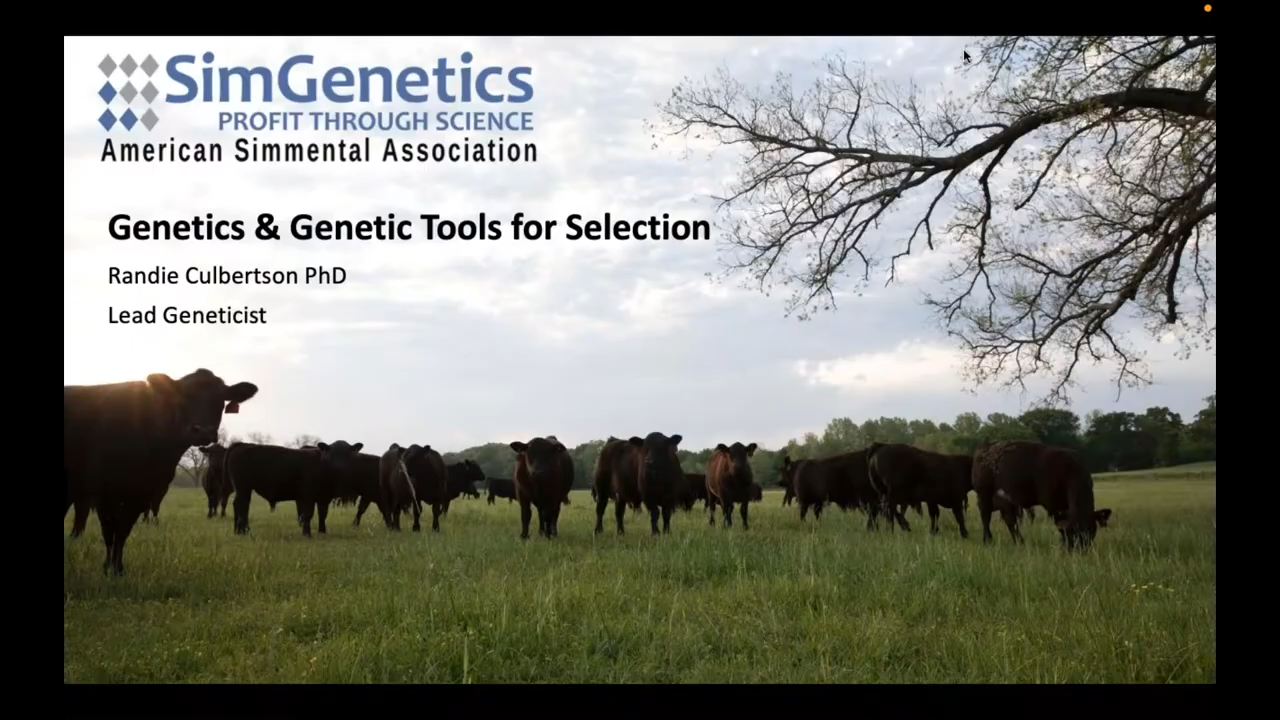 SimGenetics
PROFIT THROUGH SCIENCE
American Simmental Association
Genetics & Genetic Tools for Selection
Randie Culbertson PhD
Lead Geneticist